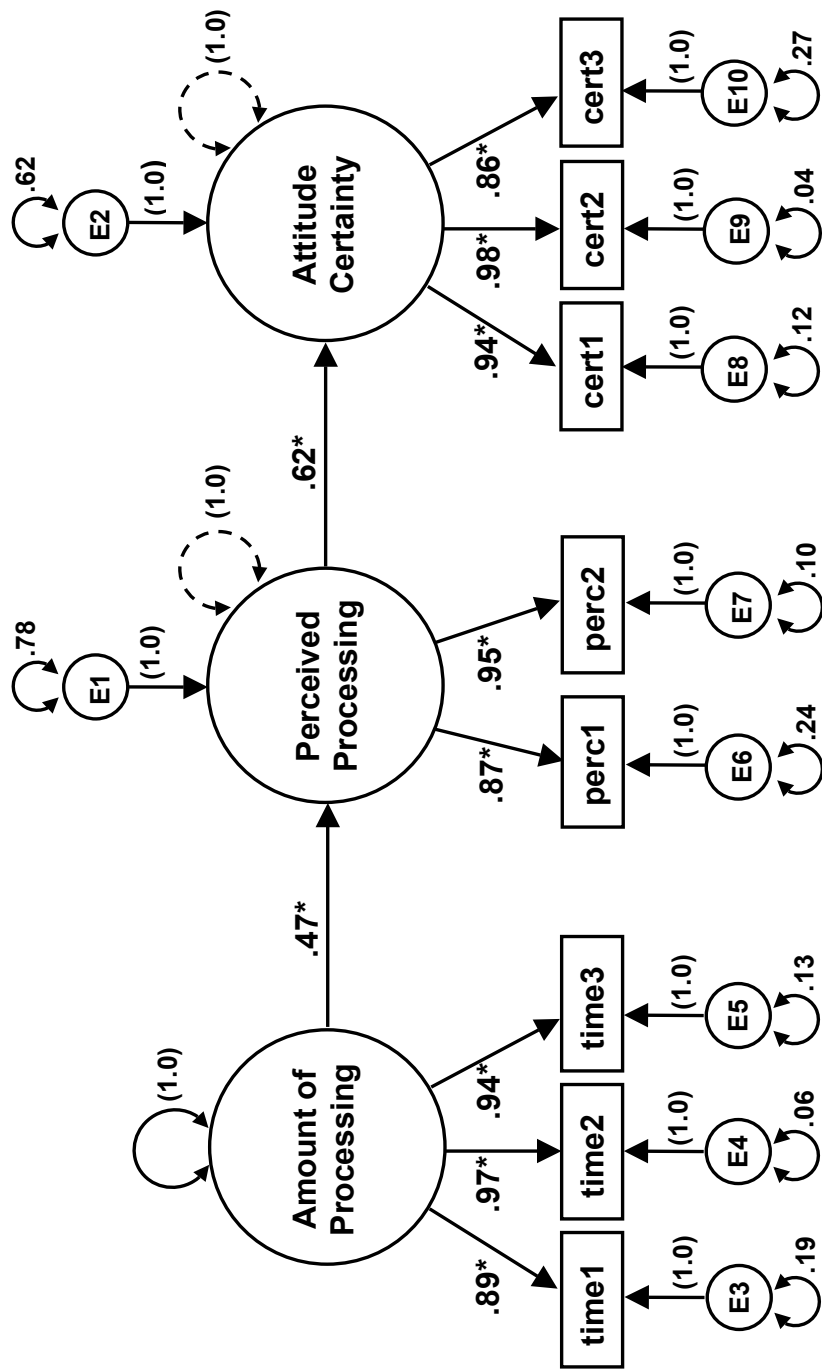 .78
E1
(1.0)
.62
E2
(1.0)
(1.0)
(1.0)
(1.0)
Amount of
Processing
.47*
Perceived
Processing
.62*
Attitude
Certainty
.89*
.97*
.94*
.87*
.95*
.94*
.98*
.86*
time1
time2
time3
perc1
perc2
cert1
cert2
cert3
(1.0)
(1.0)
(1.0)
(1.0)
(1.0)
(1.0)
(1.0)
(1.0)
E3
E4
E5
E6
E7
E8
E9
E10
.19
.06
.13
.24
.10
.12
.04
.27